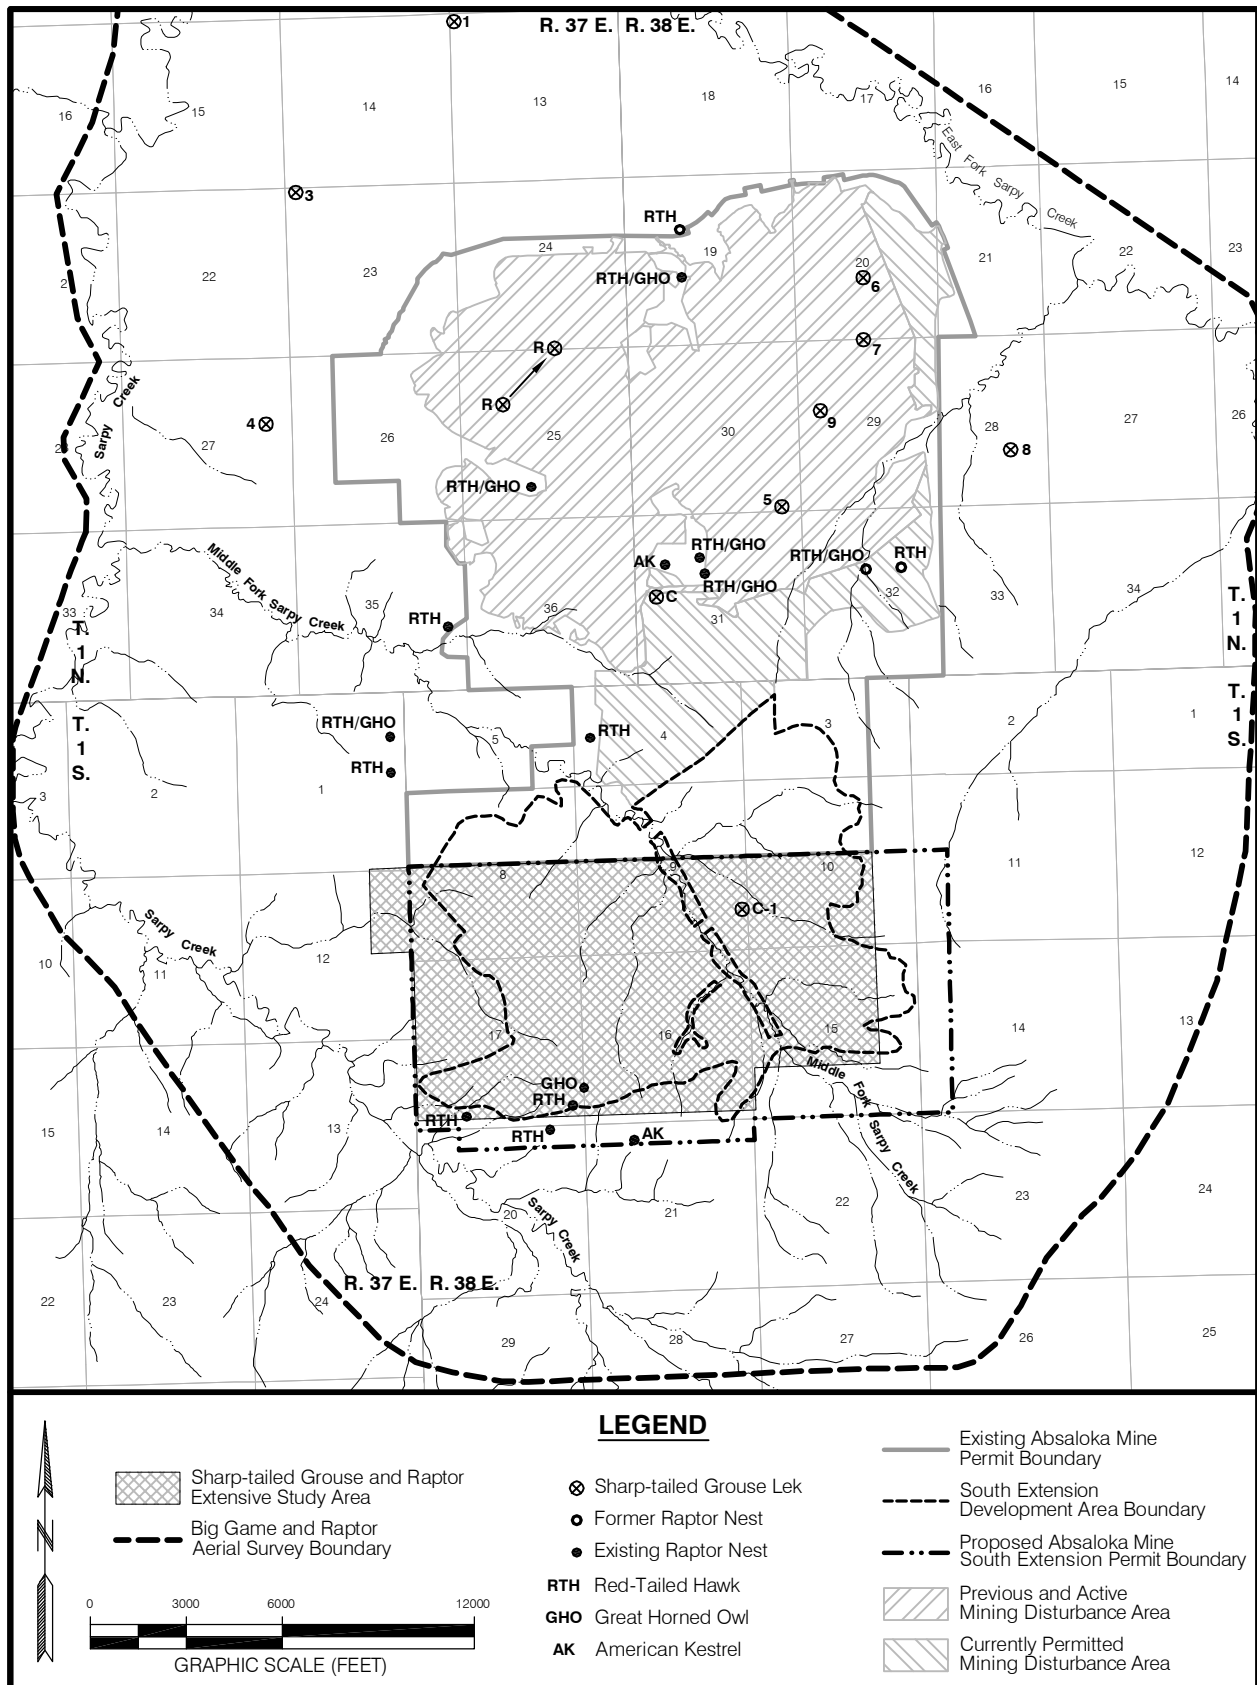 1
R. 37 E. R. 38 E.
16
15
14
13
18
17
16
15
14
East Fork Sarpy Creek
3
RTH
24
19
20
21
22
23
22
23
RTH/GHO
6
7
R
R
4
9
29
28
27
26
8
Sarpy Creek
27
26
25
30
RTH/GHO
5
RTH/GHO
AK
RTH/GHO
RTH/GHO
RTH
C
31
32
33
34
T.
1
N.
Middle Fork Sarpy Creek
33
34
35
36
RTH
T.
1
N.
T.
1
S.
T.
1
S.
RTH/GHO
RTH
RTH
5
4
3
2
1
3
2
1
8
9
10
11
12
C-1
Sarpy Creek
10
11
12
17
16
15
14
13
GHO
RTH
RTH
RTH
AK
Middle Fork Sarpy Creek
15
14
13
20
21
22
23
24
Sarpy Creek
R. 37 E. R. 38 E.
22
23
24
29
28
27
26
25
LEGEND
N
Sharp-tailed Grouse and Raptor
Extensive Study Area
Big Game and Raptor
Aerial Survey Boundary
0 3000 6000 12000
GRAPHIC SCALE (FEET)
Sharp-tailed Grouse Lek
Former Raptor Nest
Existing Raptor Nest
RTH Red-Tailed Hawk
GHO Great Horned Owl
AK American Kestrel
Existing Absaloka Mine
Permit Boundary
South Extension
Development Area Boundary
Proposed Absaloka Mine
South Extension Permit Boundary
Previous and Active
Mining Disturbance Area
Currently Permitted
Mining Disturbance Area